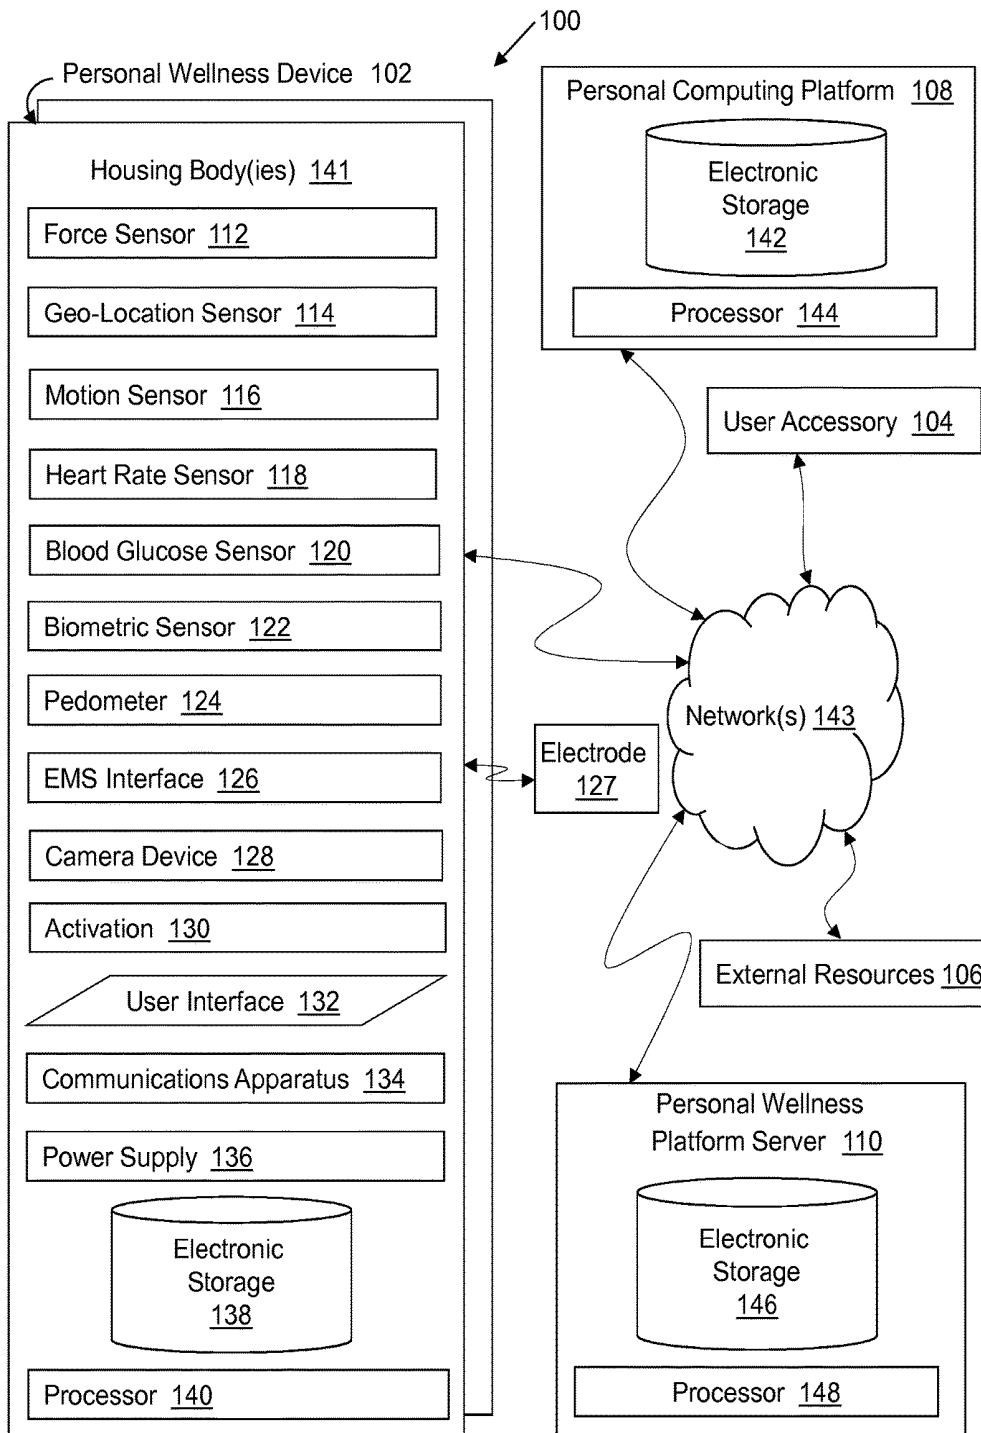 100
Personal Wellness Device 102
Housing Body(ies) 141
Force Sensor 112
Geo-Location Sensor 114
Motion Sensor 116
Heart Rate Sensor 118
Blood Glucose Sensor 120
Biometric Sensor 122
Pedometer 124
EMS Interface 126
Camera Device 128
Activation 130
User Interface 132
Communications Apparatus 134
Power Supply 136
Electronic
Storage
138
Processor 140
Personal Computing Platform 108
Electronic
Storage
142
Processor 144
User Accessory 104
Network(s) 143
Electrode
127
External Resources 106
Personal Wellness
Platform Server 110
Electronic
Storage
146
Processor 148